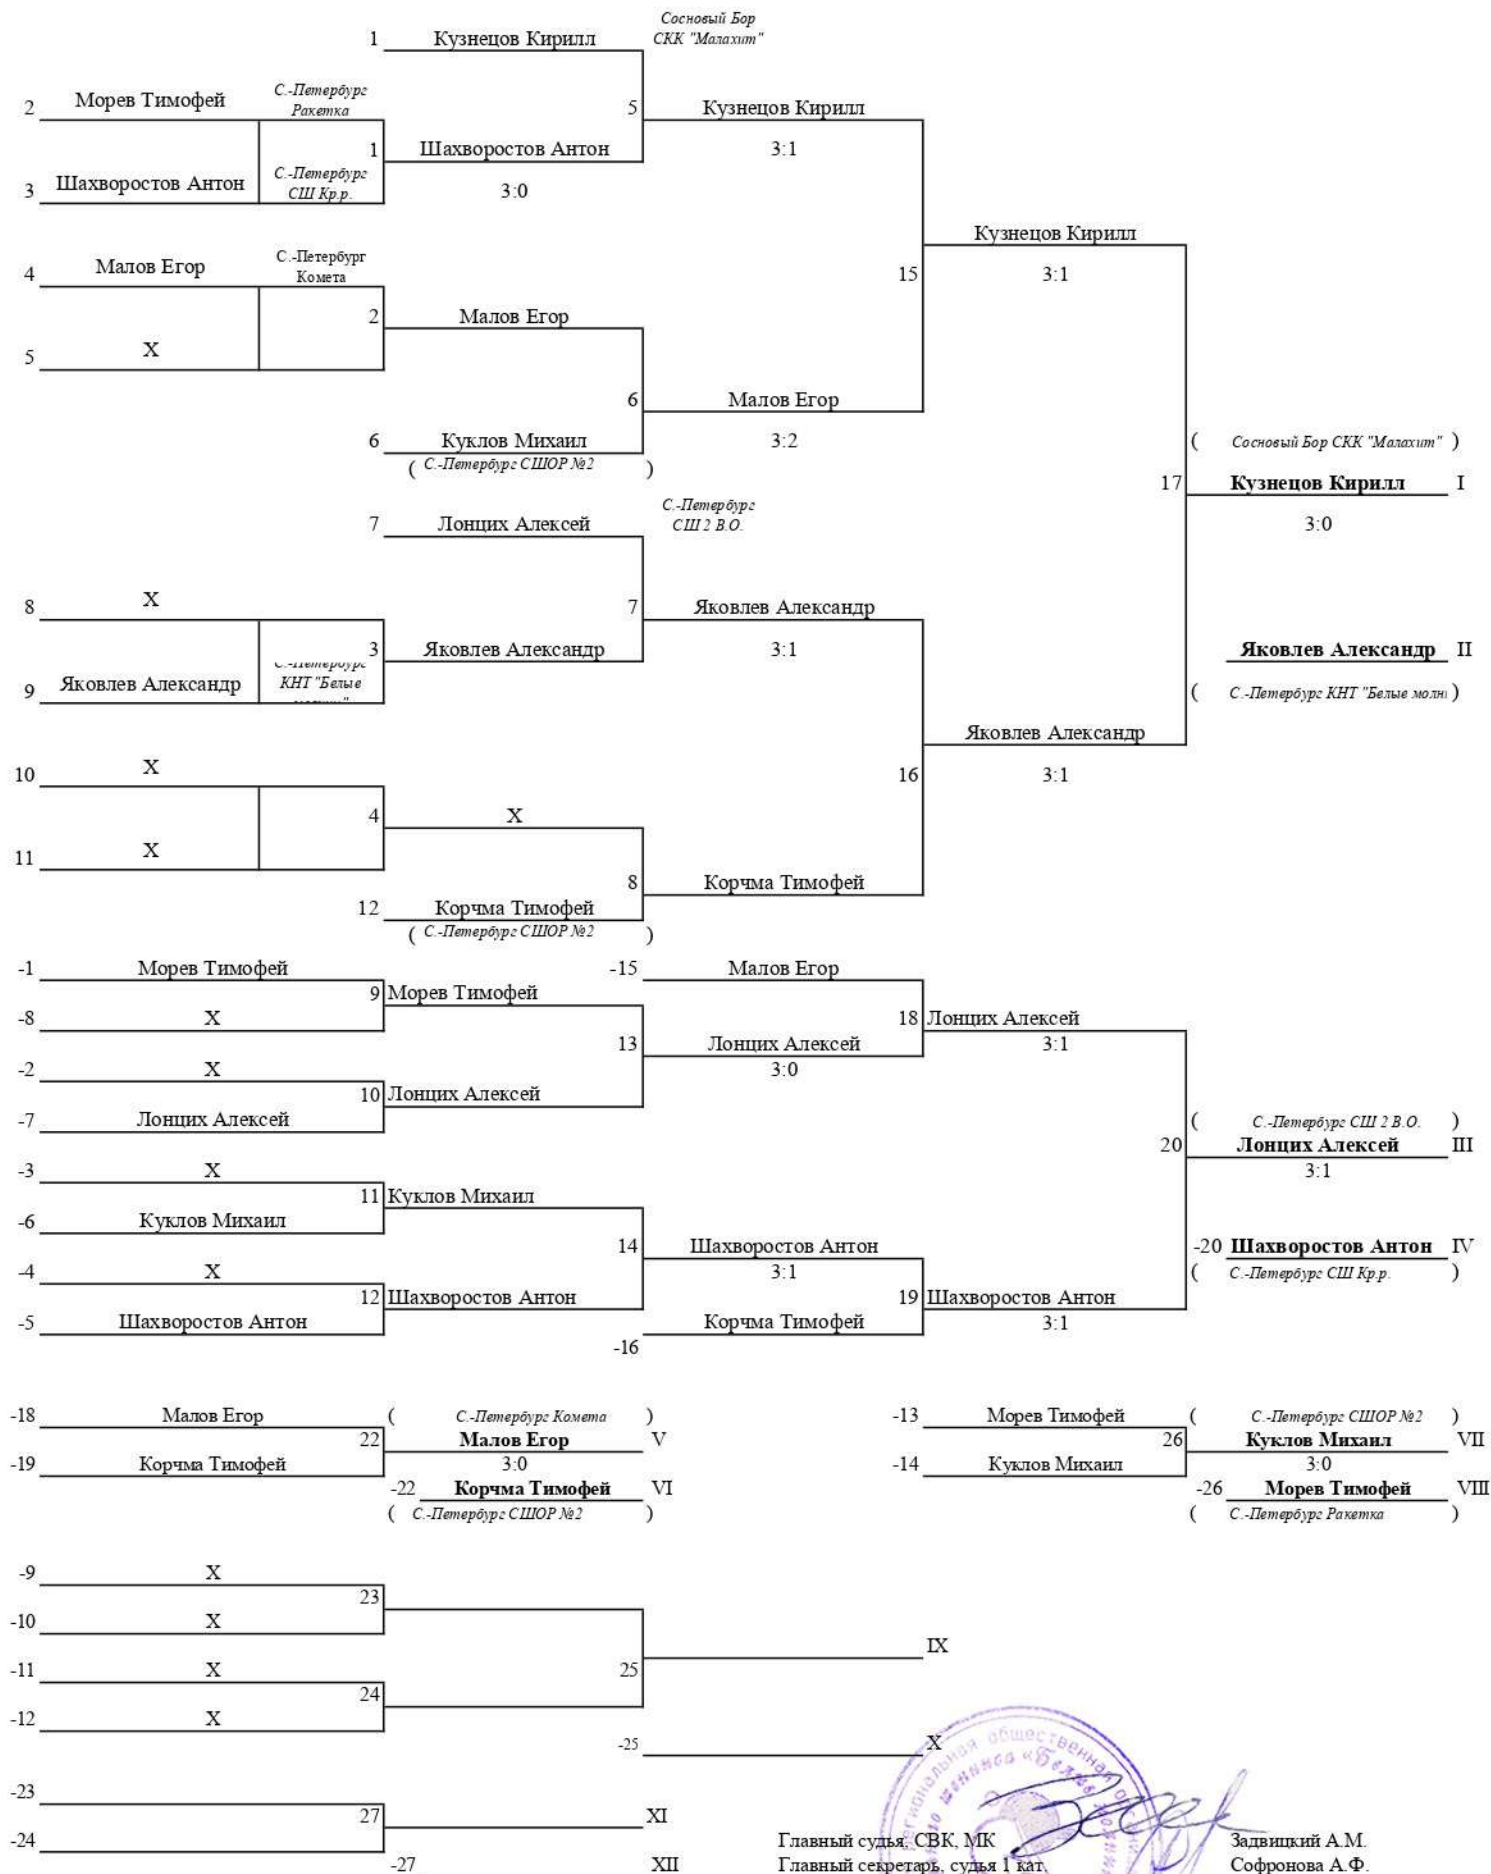 Сосновый Бор
1 Кузнецов Кирилл СКК "Малахит"
С.-Петербург
2 Морев Тимофей Ракетка 5 Кузнецов Кирилл
1 Шахворостов Антон 3:1
3 Шахворостов Антон С.-Петербург СШ Кр.р. 3:0
Кузнецов Кирилл
4 Малов Егор С.-Петербург Комета 15 3:1
2 Малов Егор
5 X
6 Малов Егор
6 Куклов Михаил 3:2 ( Сосновый Бор СКК "Малахит" )
( С.-Петербург СШОР №2 )
17 Кузнецов Кирилл I
7 Лонцих Алексей С.-Петербург СШ 2 В.О. 3:0
8 X 7 Яковлев Александр
3 Яковлев Александр 3:1 Яковлев Александр II
9 Яковлев Александр КНТ "Белые ( С.-Петербург КНТ "Белые молн )
Яковлев Александр
10 X 16 3:1
4 X
11 X
8 Корчма Тимофей
12 Корчма Тимофей
( С.-Петербург СШОР №2 )
-1 Морев Тимофей -15 Малов Егор
9 Морев Тимофей
-8 X 18 Лонцих Алексей
13 Лонцих Алексей 3:1
-2 X 3:0
10 Лонцих Алексей
-7 Лонцих Алексей ( С.-Петербург СШ 2 В.О. )
20 Лонцих Алексей III
-3 X 3:1
11 Куклов Михаил
-6 Куклов Михаил
14 Шахворостов Антон -20 Шахворостов Антон IV
-4 X 3:1 ( С.-Петербург СШ Кр.р. )
12 Шахворостов Антон 19 Шахворостов Антон
-5 Шахворостов Антон Корчма Тимофей 3:1
-16
-18 Малов Егор ( С.-Петербург Комета ) -13 Морев Тимофей ( С.-Петербург СШОР №2 )
22 Малов Егор V 26 Куклов Михаил VII
-19 Корчма Тимофей 3:0 -14 Куклов Михаил 3:0
-22 Корчма Тимофей VI -26 Морев Тимофей VIII
( С.-Петербург СШОР №2 ) ( С.-Петербург Ракетка )
-9 X
23
-10 X
IX
-11 X 25
24
-12 X
-25 X
-23
27 XI
-24 Главный судья, СВК, МК Задвицкий А.М.
-27 XII Главный секретарь, судья 1 кат. Софронова А.Ф.